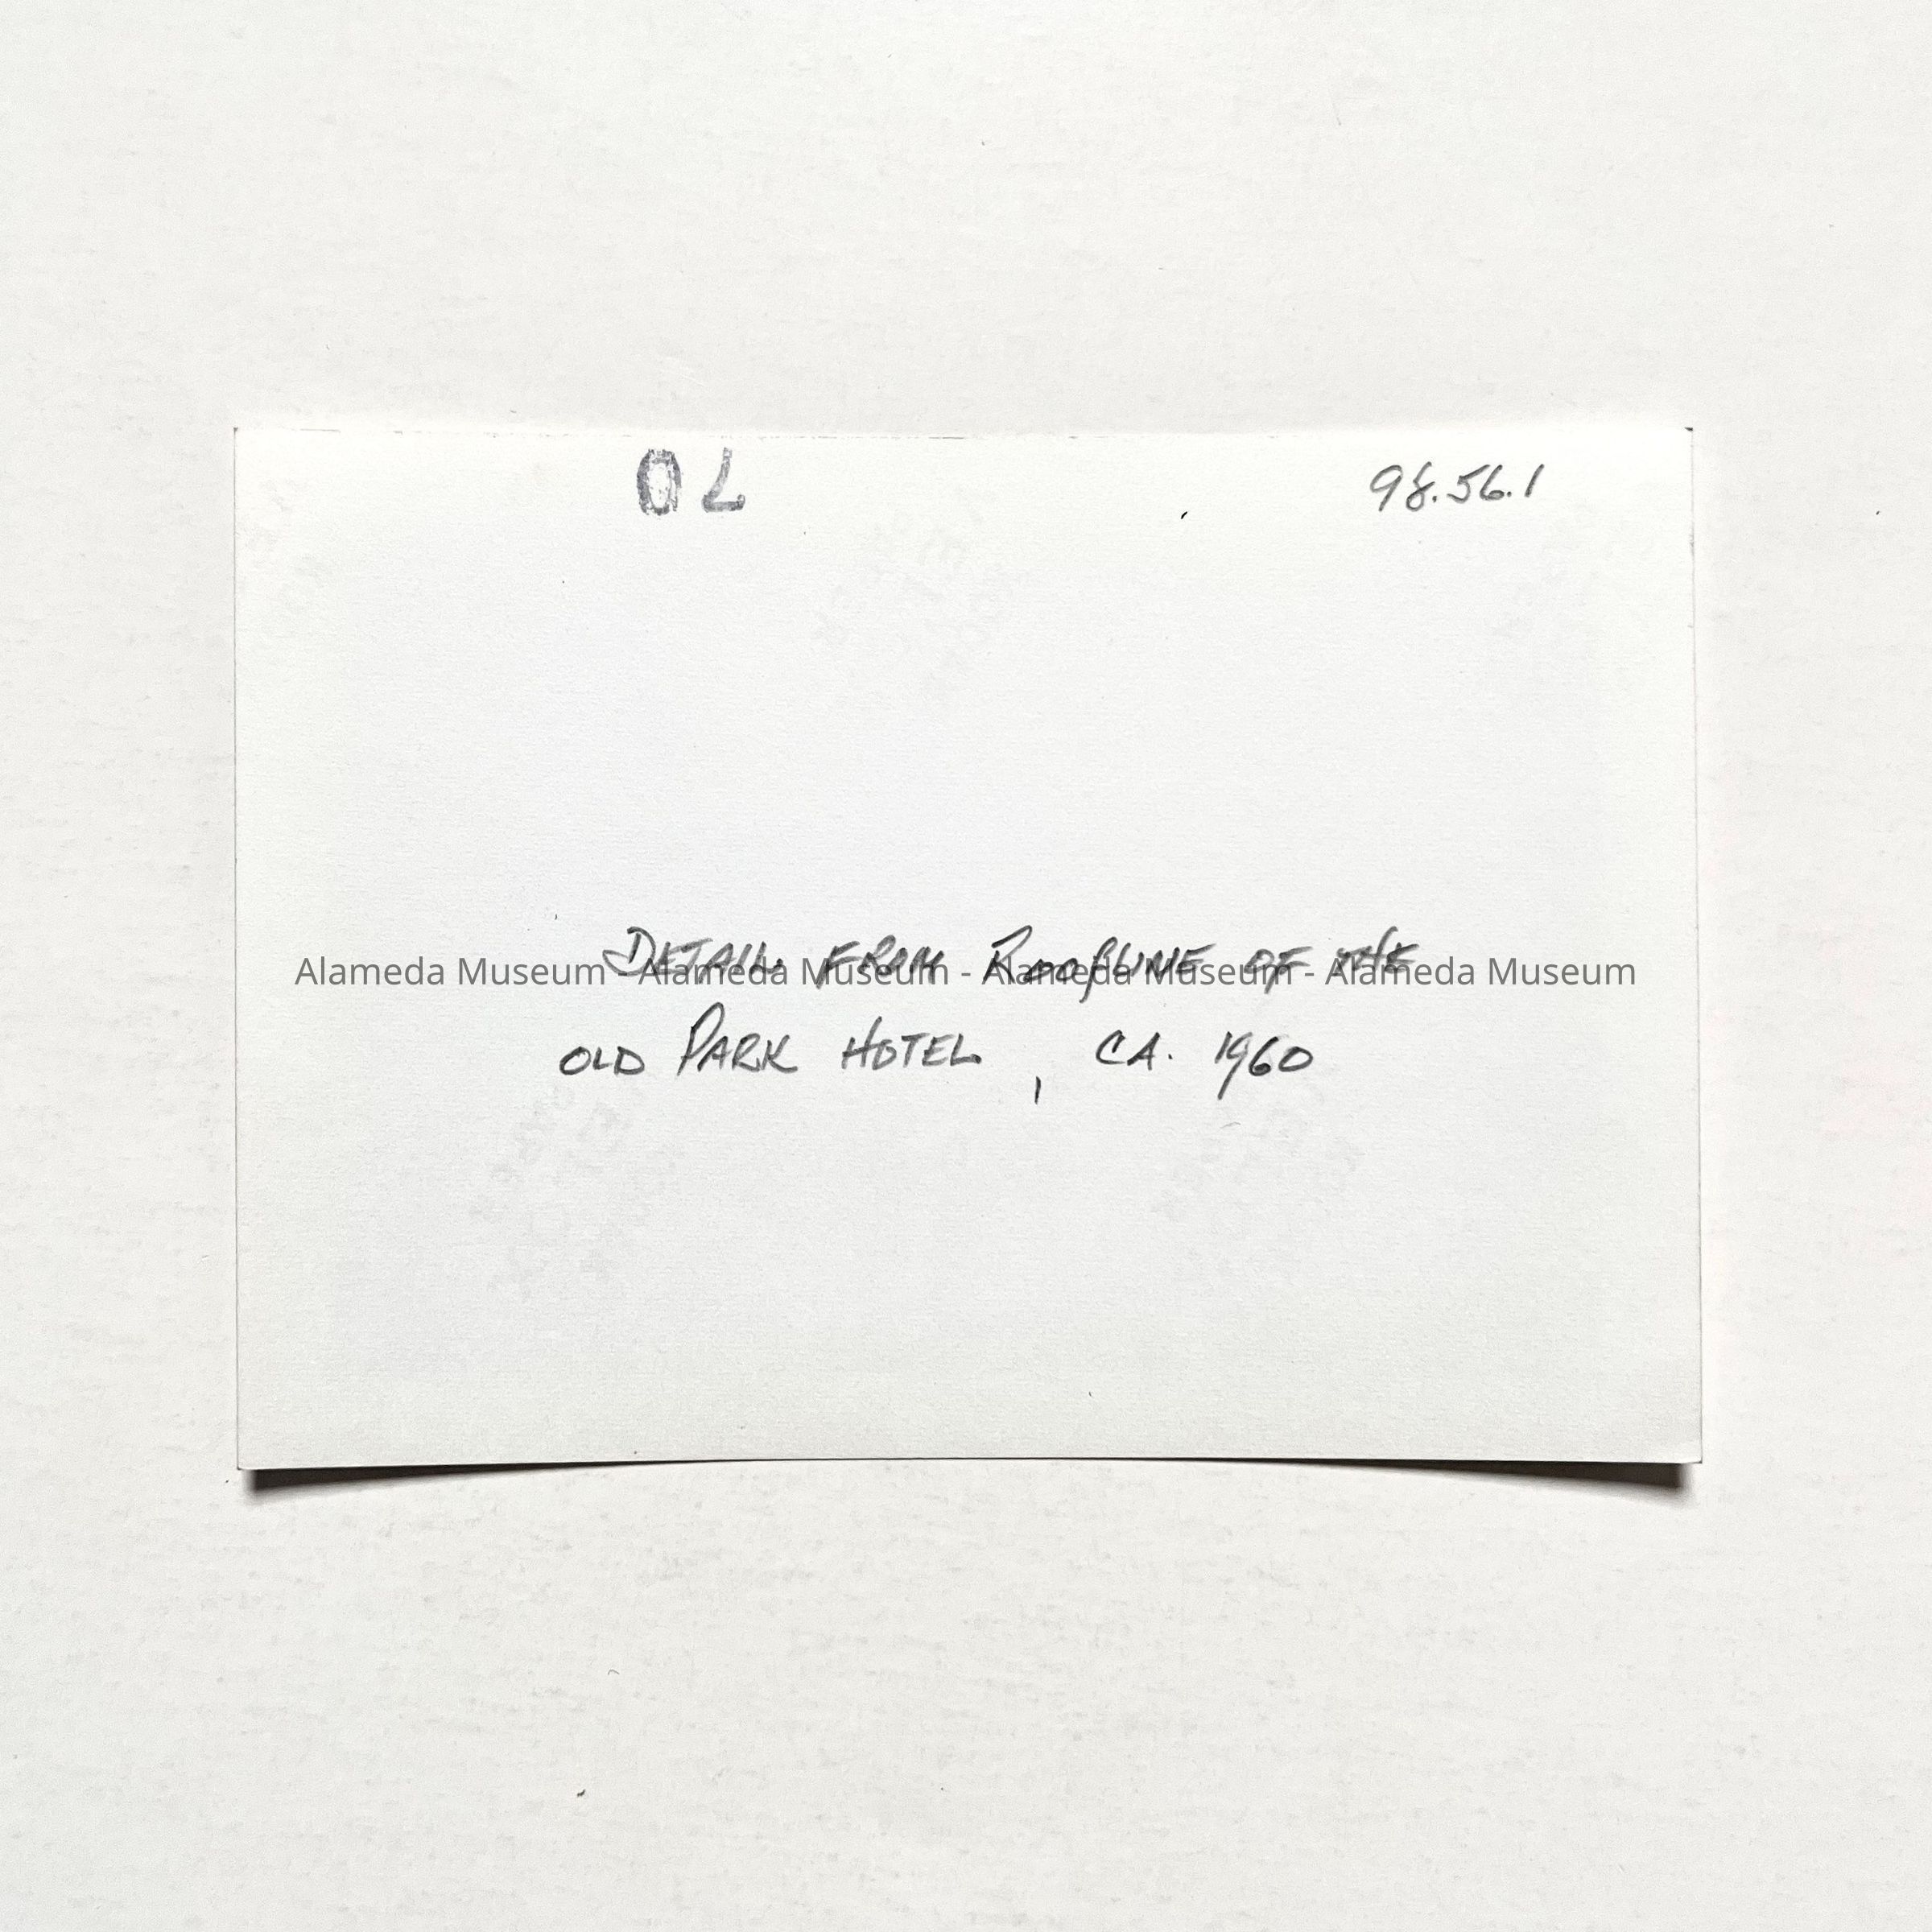 70
98.56.1
DETAIL FROM ROOFLINE OF THE
Alameda Museum - Alameda Museum - Alameda Museum - Alameda Museum
OLD PARK HOTEL, CA. 1960